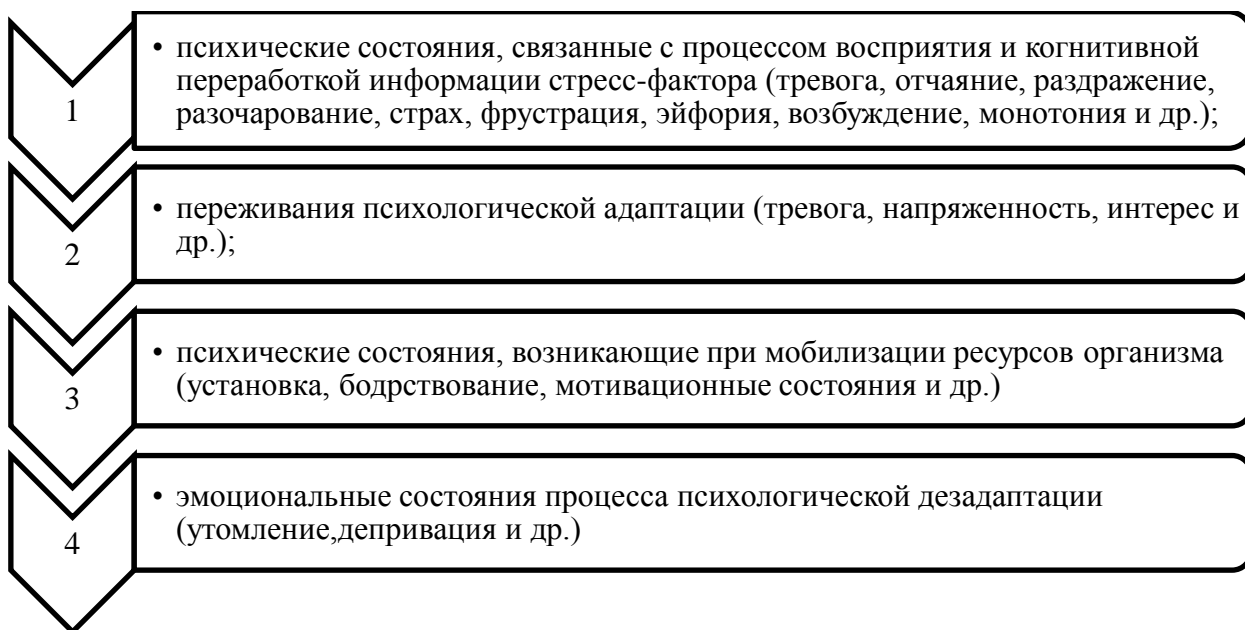 1
• психические состояния, связанные с процессом восприятия и когнитивной
переработкой информации стресс-фактора (тревога, отчаяние, раздражение,
разочарование, страх, фрустрация, эйфория, возбуждение, монотония и др.);
2
• переживания психологической адаптации (тревога, напряженность, интерес и
др.);
3
• психические состояния, возникающие при мобилизации ресурсов организма
(установка, бодрствование, мотивационные состояния и др.)
4
• эмоциональные состояния процесса психологической дезадаптации
(утомление,депривация и др.)